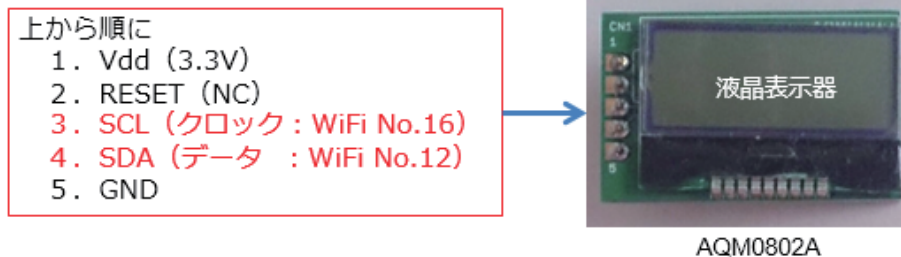 上から順に
1．Vdd（3.3V）
2．RESET（NC）
3．SCL（クロック：WiFi No.16）
4．SDA（データ　：WiFi No.12）
5．GND
CN1
1
液晶表示器
5
AQM0802A